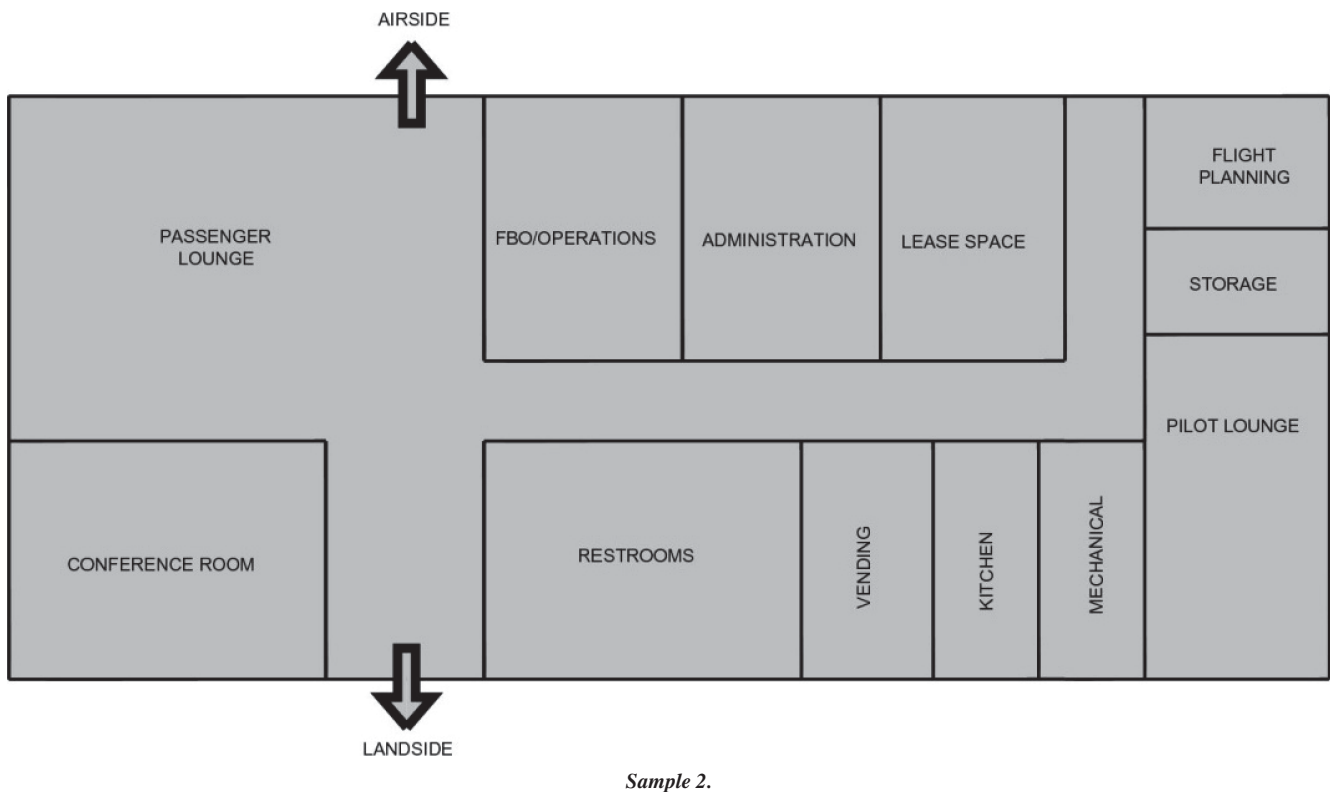 AIRSIDE
FLIGHT
PLANNING
PASSENGER
LOUNGE
FBO/OPERATIONS
ADMINISTRATION
LEASE SPACE
STORAGE
PILOT LOUNGE
CONFERENCE ROOM
RESTROOMS
VENDING
KITCHEN
MECHANICAL
LANDSIDE
Sample 2.